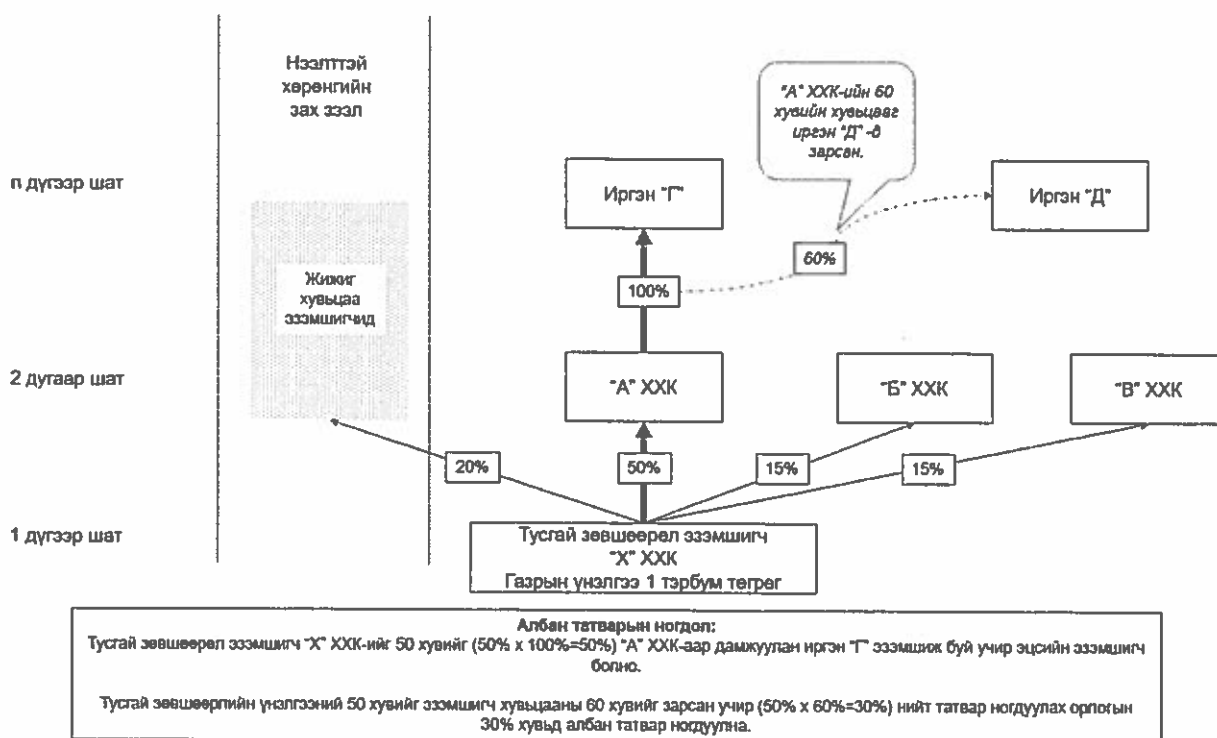 Нээлттэй
хөрөнгийн
зах зээл
"А" ХХК-ийн 60
хувийн хувьцааг
иргэн "Д" -д
зарсан.
n дүгээр шат
Иргэн "Г"
Иргэн "Д"
60%
100%
Жижиг
хувьцаа
эзэмшигчид
2 дугаар шат
"А" ХХК
"Б" ХХК
"В" ХХК
20%
50%
15%
15%
1 дүгээр шат
Тусгай зөвшөөрөл эзэмшигч
"Х" ХХК
Газрын үнэлгээ 1 тэрбум төгрөг
Албан татварын ногдол:
Тусгай зөвшөөрөл эзэмшигч "Х" ХХК-ийг 50 хувийг (50% x 100%=50%) "А" ХХК-аар дамжуулан иргэн "Г" эзэмшиж буй учир эцсийн эзэмшигч
болно.
Тусгай зөвшөөрлийн үнэлгээний 50 хувийг эзэмшигч хувьцааны 60 хувийг зарсан учир (50% x 60%=30%) нийт татвар ногдуулах орлогын
30% хувьд албан татвар ногдуулна.